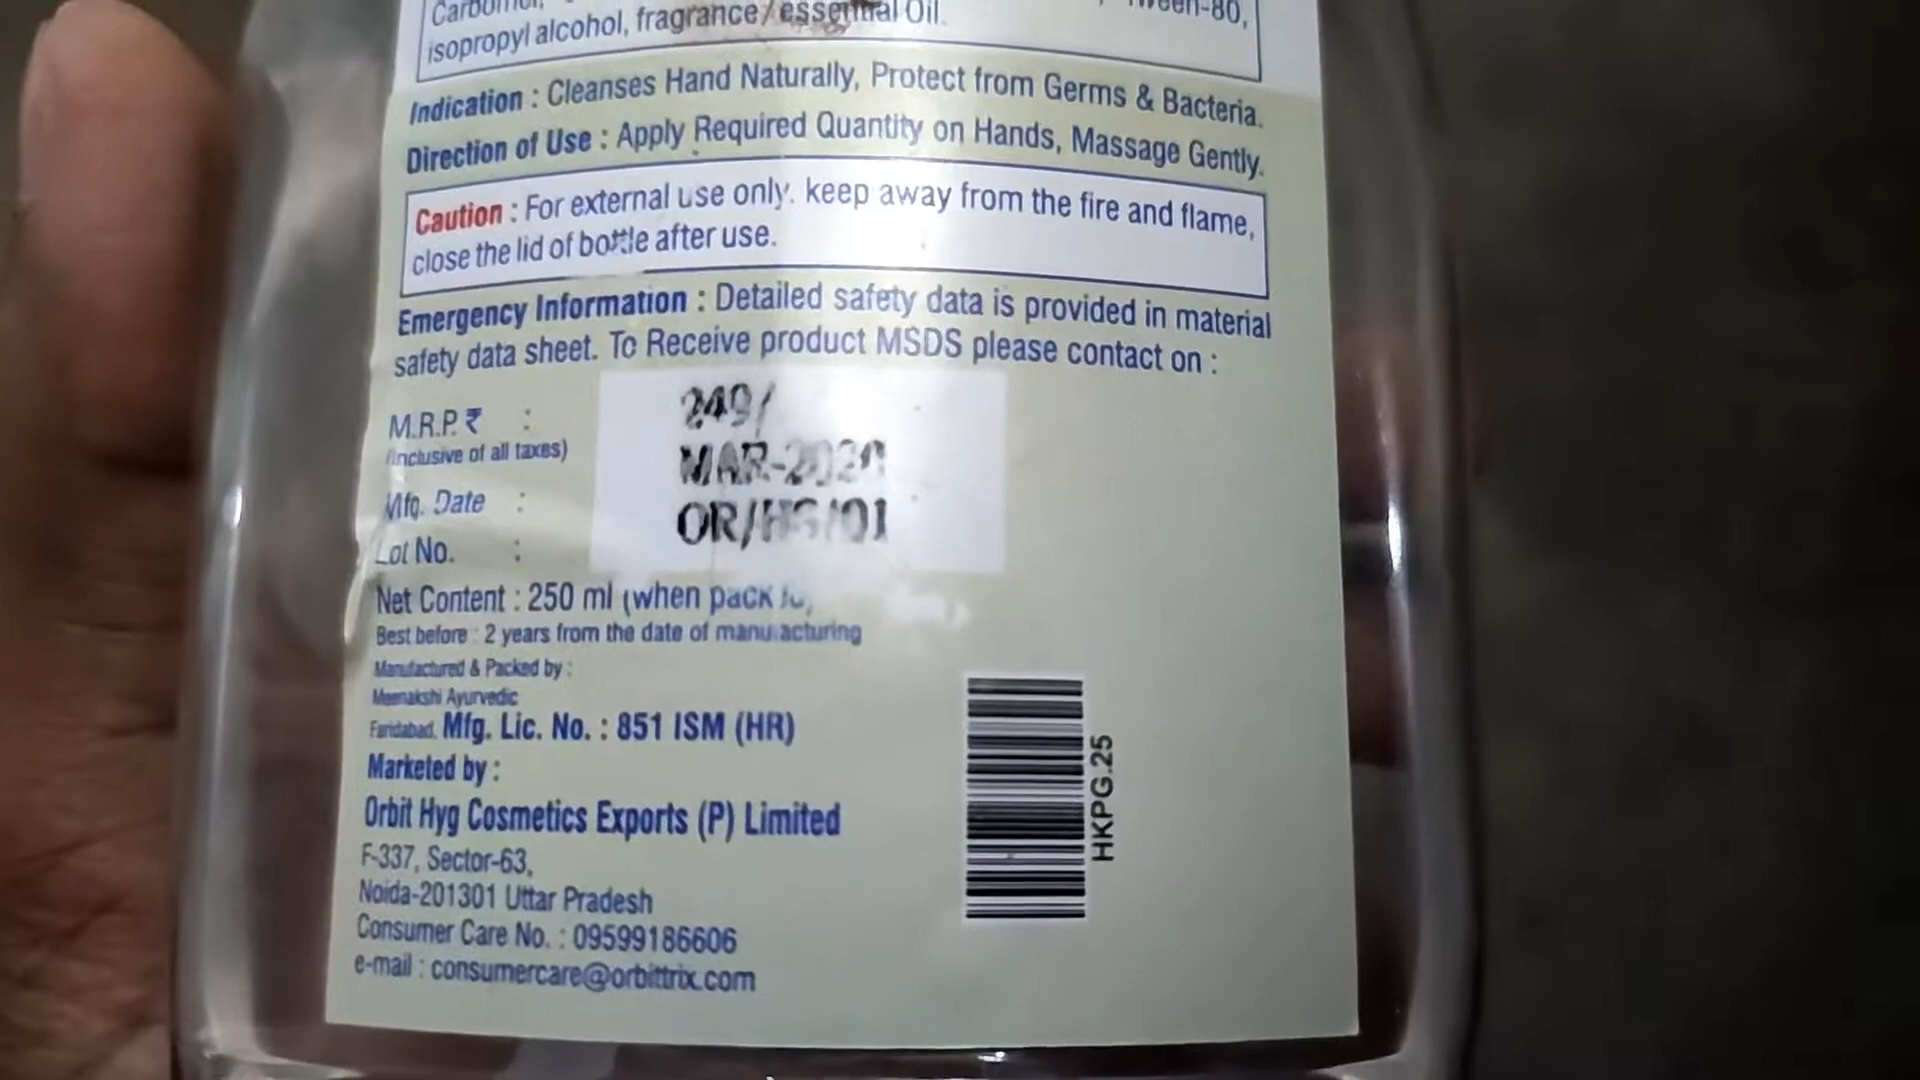 isopropyl alcohol, fragrance/essential Oil.
Indication : Cleanses Hand Naturally, Protect from Germs & Bacteria.
Direction of Use : Apply Required Quantity on Hands, Massage Gently.
Caution : For external use only. keep away from the fire and flame,
close the lid of bottle after use.
Emergency Information : Detailed safety data is provided in material
safety data sheet. To Receive product MSDS please contact on :
M.R.P. ₹ : 249/
(Inclusive of all taxes)
Mfg. Date : MAR-2020
Lot No. : OR/HS/01
Net Content : 250 ml (when pack
Best before : 2 years from the date of manufacturing
Manufactured & Packed by :
Meenakshi Ayurvedic
Faridabad, Mfg. Lic. No. : 851 ISM (HR)
Marketed by :
Orbit Hyg Cosmetics Exports (P) Limited
F-337, Sector-63,
Noida-201301 Uttar Pradesh
Consumer Care No. : 09599186606
e-mail : consumercare@orbittrix.com
HKPG.25